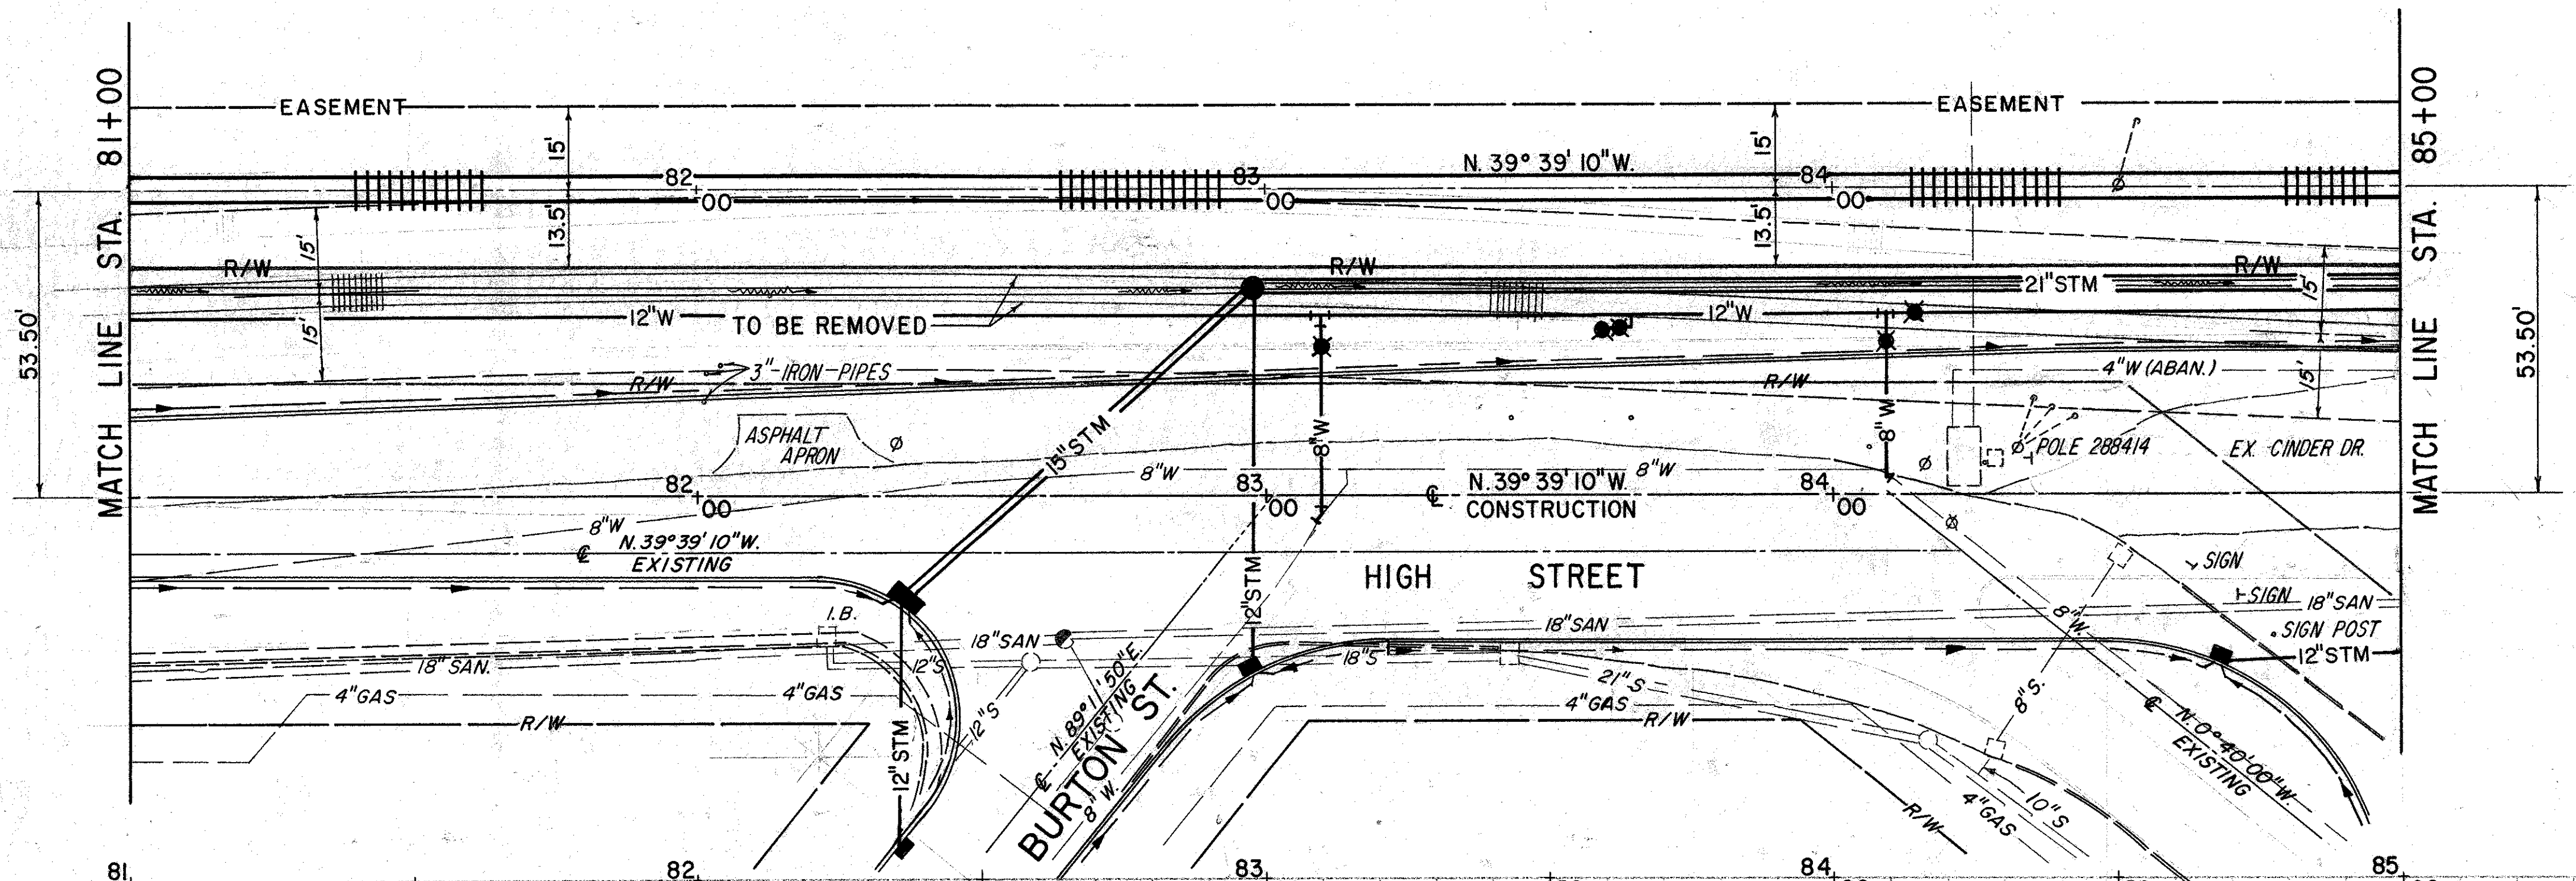 MATCH LINE STA. 81+00
MATCH LINE STA. 85+00
EASEMENT
EASEMENT
15'
15'
N. 39° 39' 10" W.
82+00
83+00
84+00
13.5'
13.5'
53.50'
53.50'
15'
15'
15'
15'
R/W
R/W
R/W
21" STM
12" W
TO BE REMOVED
12" W
3" IRON PIPES
R/W
R/W
4" W (ABAN.)
ASPHALT
APRON
15" STM
8" W
8" W
POLE 288414
EX. CINDER DR.
8" W
8" W
82+00
83+00
84+00
℄ N. 39° 39' 10" W.
CONSTRUCTION
8" W
℄ N. 39° 39' 10" W.
EXISTING
HIGH STREET
12" STM
SIGN
SIGN
18" SAN
SIGN POST
12" STM
I.B.
18" SAN
18" SAN
18" SAN.
12" S
18" S
21" S
8" W.
8" S.
4" GAS
4" GAS
4" GAS
12" S
R/W
R/W
12" STM
℄ N. 89° 1' 50" E.
EXISTING
BURTON ST.
8" W.
℄ N. 0° 40' 00" W.
EXISTING
10" S
4" GAS
R/W
81
82
83
84
85